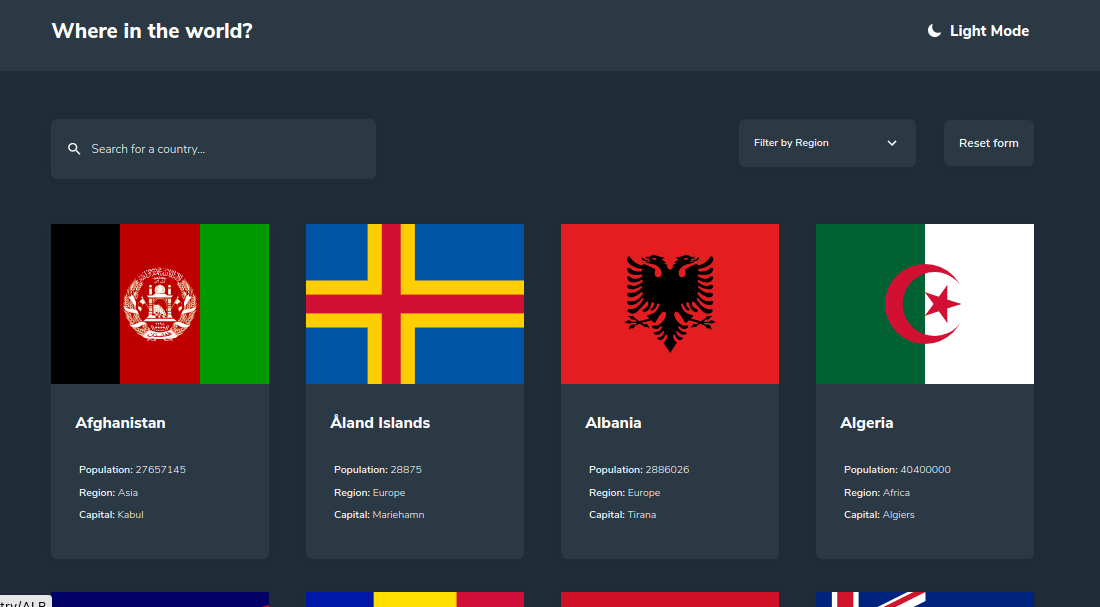 Where in the world?
Light Mode
Search for a country...
Filter by Region
Reset form
Afghanistan
Population: 27657145
Region: Asia
Capital: Kabul
Åland Islands
Population: 28875
Region: Europe
Capital: Mariehamn
Albania
Population: 2886026
Region: Europe
Capital: Tirana
Algeria
Population: 40400000
Region: Africa
Capital: Algiers
try/ALB